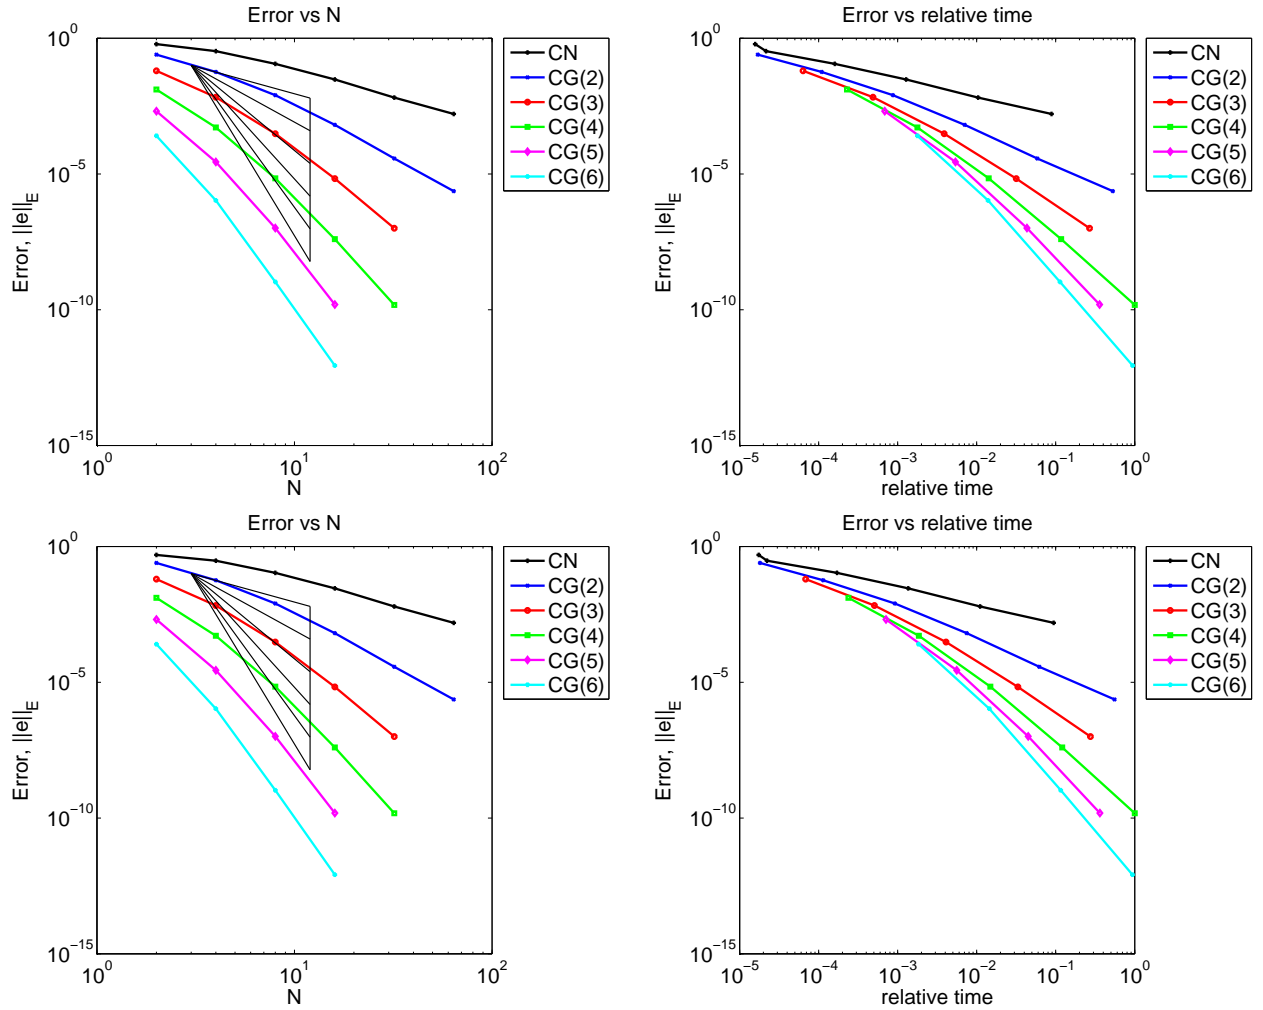 Error vs N
10^0
10^-5
10^-10
10^-15
Error, ||e||_E
10^0
10^1
10^2
N
CN
CG(2)
CG(3)
CG(4)
CG(5)
CG(6)
Error vs relative time
10^0
10^-5
10^-10
10^-15
Error, ||e||_E
10^-5
10^-4
10^-3
10^-2
10^-1
10^0
relative time
CN
CG(2)
CG(3)
CG(4)
CG(5)
CG(6)
Error vs N
10^0
10^-5
10^-10
10^-15
Error, ||e||_E
10^0
10^1
10^2
N
CN
CG(2)
CG(3)
CG(4)
CG(5)
CG(6)
Error vs relative time
10^0
10^-5
10^-10
10^-15
Error, ||e||_E
10^-5
10^-4
10^-3
10^-2
10^-1
10^0
relative time
CN
CG(2)
CG(3)
CG(4)
CG(5)
CG(6)